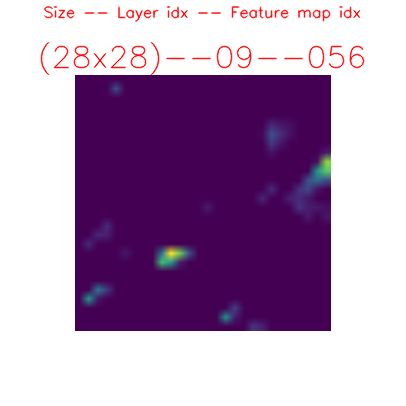 Size -- Layer idx -- Feature map idx
(28x28)--09--056